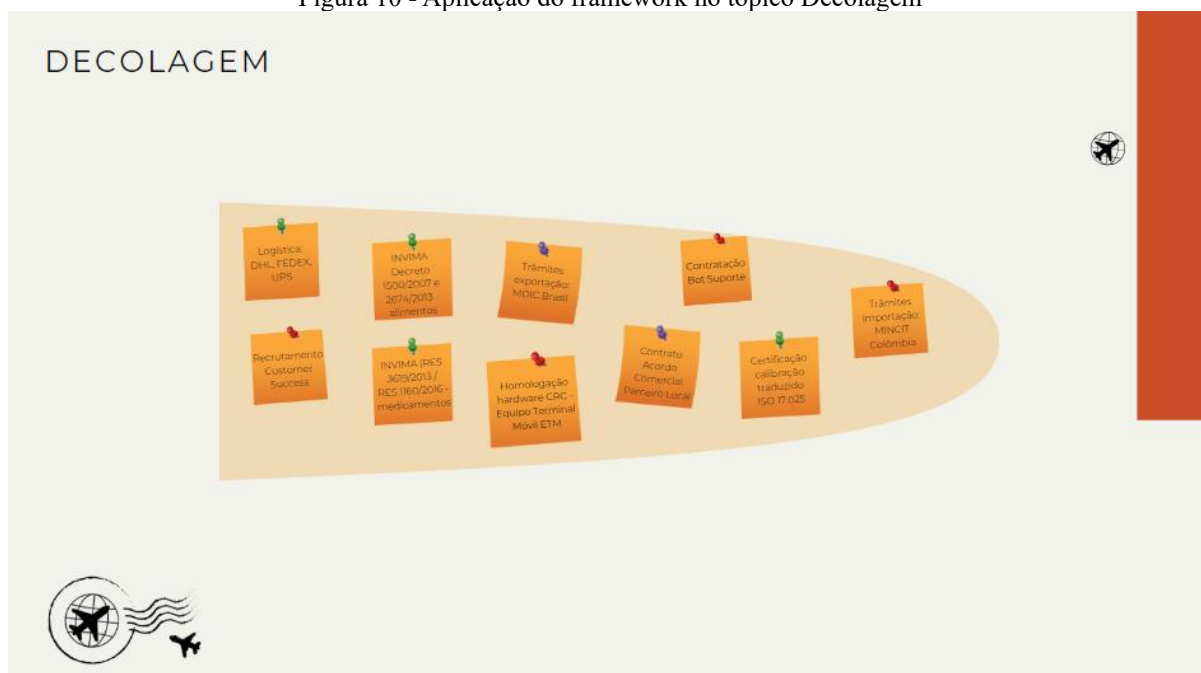 Figura 10 - Aplicação do framework no tópico Decolagem
DECOLAGEM
Logística:
DHL, FEDEX,
UPS
INVIMA
Decreto
1500/2007 e
2674/2013 -
alimentos
Trâmites
exportação:
MDIC Brasil
Contratação
Bot Suporte
Trâmites
importação:
MINCIT
Colômbia
Recrutamento
Customer
Success
INVIMA (RES
3619/2013 /
RES 1160/2016 -
medicamentos
Homologação
hardware CRC -
Equipo Terminal
Móvil ETM
Contrato
Acordo
Comercial
Parceiro Local
Certificação
calibração
traduzido
ISO 17.025